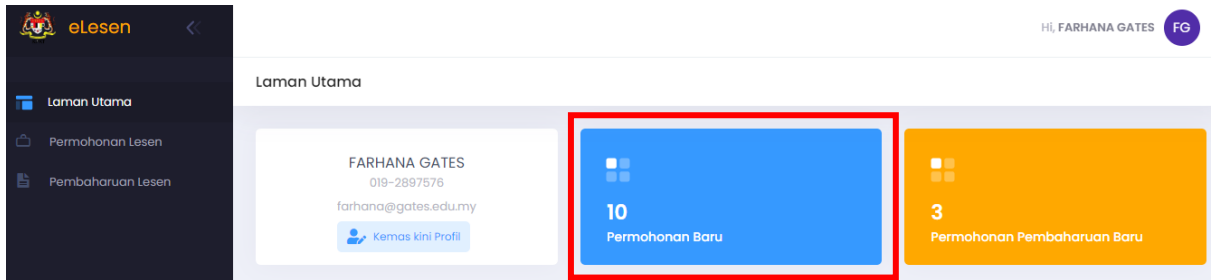 eLesen
Hi, FARHANA GATES FG
Laman Utama
Permohonan Lesen
Pembaharuan Lesen
Laman Utama
FARHANA GATES
019-2897576
farhana@gates.edu.my
Kemas kini Profil
10
Permohonan Baru
3
Permohonan Pembaharuan Baru